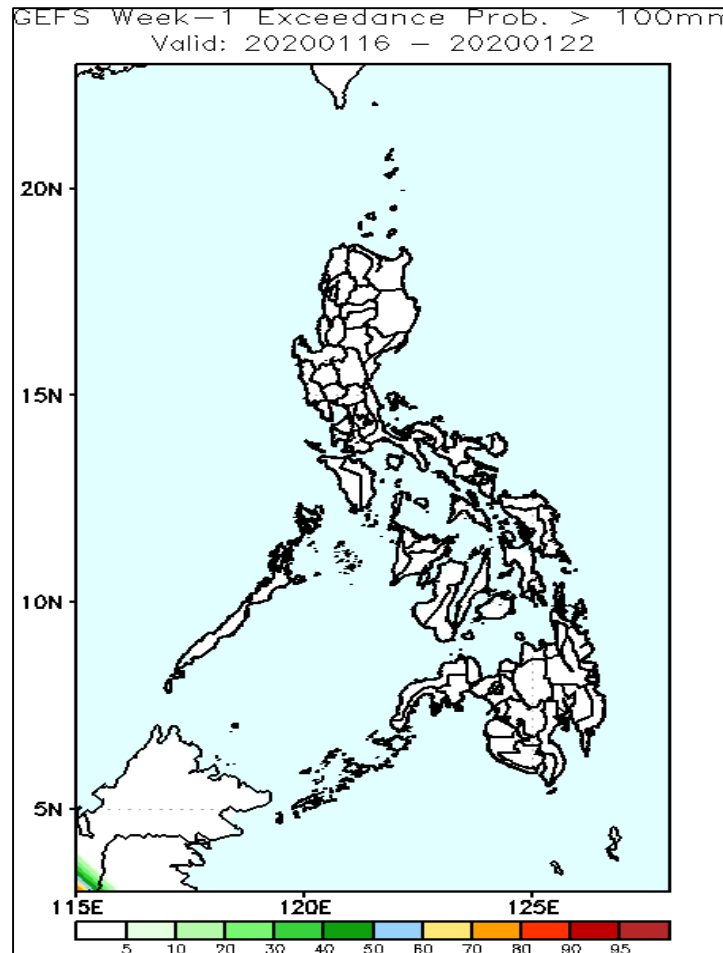 GEFS Week-1 Exceedance Prob. > 100mm
Valid: 20200116 - 20200122
20N
15N
10N
5N
115E 120E 125E
5 10 20 30 40 50 60 70 80 90 95